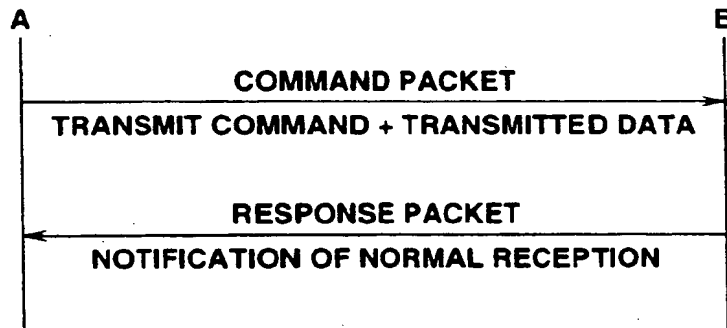 A
COMMAND PACKET
TRANSMIT COMMAND + TRANSMITTED DATA
RESPONSE PACKET
NOTIFICATION OF NORMAL RECEPTION